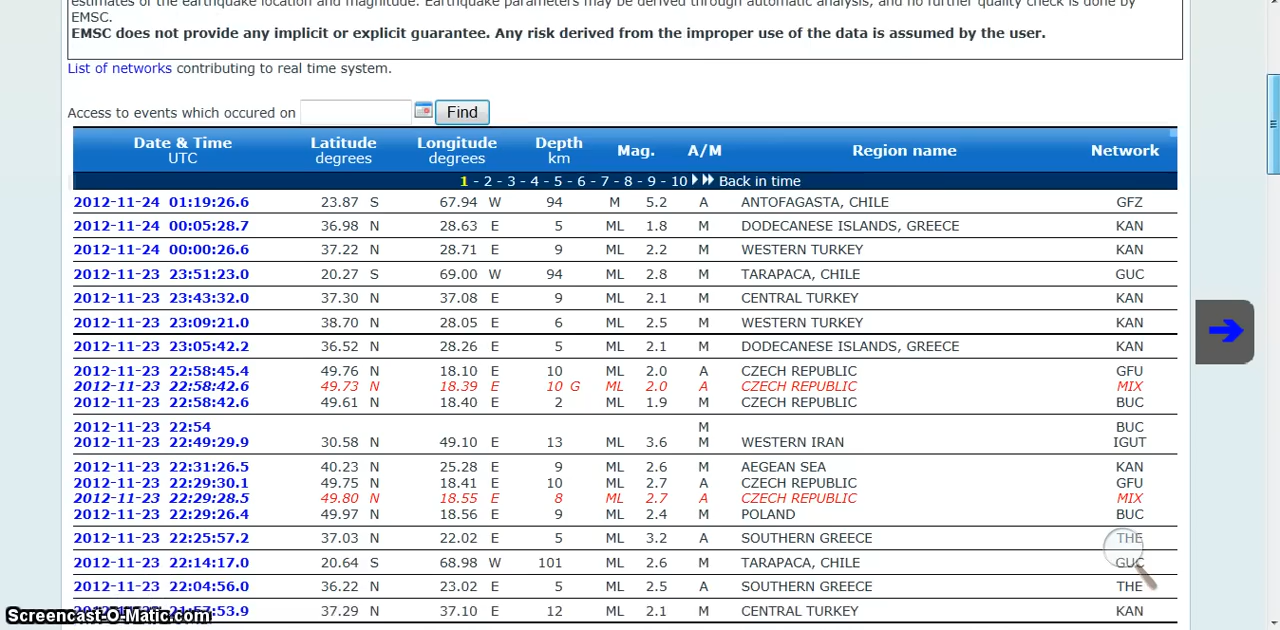 estimates of the earthquake location and magnitude. Earthquake parameters may be derived through automatic analysis, and no further quality check is done by
EMSC.
EMSC does not provide any implicit or explicit guarantee. Any risk derived from the improper use of the data is assumed by the user.
List of networks contributing to real time system.
Access to events which occured on Find
Date & Time UTC Latitude degrees Longitude degrees Depth km Mag. A/M Region name Network
1 - 2 - 3 - 4 - 5 - 6 - 7 - 8 - 9 - 10 Back in time
2012-11-24 01:19:26.6 23.87 S 67.94 W 94 M 5.2 A ANTOFAGASTA, CHILE GFZ
2012-11-24 00:05:28.7 36.98 N 28.63 E 5 ML 1.8 M DODECANESE ISLANDS, GREECE KAN
2012-11-24 00:00:26.6 37.22 N 28.71 E 9 ML 2.2 M WESTERN TURKEY KAN
2012-11-23 23:51:23.0 20.27 S 69.00 W 94 ML 2.8 M TARAPACA, CHILE GUC
2012-11-23 23:43:32.0 37.30 N 37.08 E 9 ML 2.1 M CENTRAL TURKEY KAN
2012-11-23 23:09:21.0 38.70 N 28.05 E 6 ML 2.5 M WESTERN TURKEY KAN
2012-11-23 23:05:42.2 36.52 N 28.26 E 5 ML 2.1 M DODECANESE ISLANDS, GREECE KAN
2012-11-23 22:58:45.4 49.76 N 18.10 E 10 ML 2.0 A CZECH REPUBLIC GFU
2012-11-23 22:58:42.6 49.73 N 18.39 E 10 G ML 2.0 A CZECH REPUBLIC MIX
2012-11-23 22:58:42.6 49.61 N 18.40 E 2 ML 1.9 M CZECH REPUBLIC BUC
2012-11-23 22:54 M BUC
2012-11-23 22:49:29.9 30.58 N 49.10 E 13 ML 3.6 M WESTERN IRAN IGUT
2012-11-23 22:31:26.5 40.23 N 25.28 E 9 ML 2.6 M AEGEAN SEA KAN
2012-11-23 22:29:30.1 49.75 N 18.41 E 10 ML 2.7 A CZECH REPUBLIC GFU
2012-11-23 22:29:28.5 49.80 N 18.55 E 8 ML 2.7 A CZECH REPUBLIC MIX
2012-11-23 22:29:26.4 49.97 N 18.56 E 9 ML 2.4 M POLAND BUC
2012-11-23 22:25:57.2 37.03 N 22.02 E 5 ML 3.2 A SOUTHERN GREECE THE
2012-11-23 22:14:17.0 20.64 S 68.98 W 101 ML 2.6 M TARAPACA, CHILE GUC
2012-11-23 22:04:56.0 36.22 N 23.02 E 5 ML 2.5 A SOUTHERN GREECE THE
37.29 N 37.10 E 12 ML 2.1 M CENTRAL TURKEY KAN
Screencast-O-Matic.com